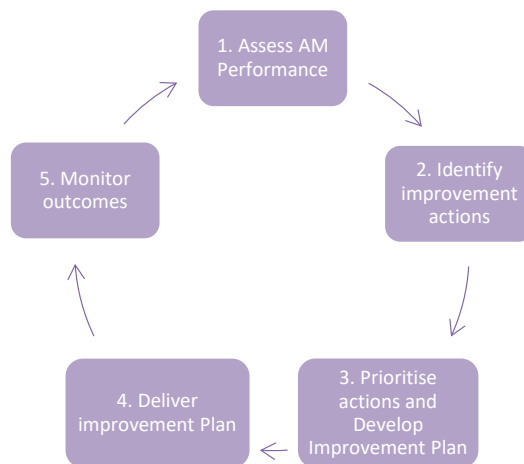 1. Assess AM
Performance
2. Identify
improvement
actions
3. Prioritise
actions and
Develop
Improvement Plan
4. Deliver
improvement Plan
5. Monitor
outcomes